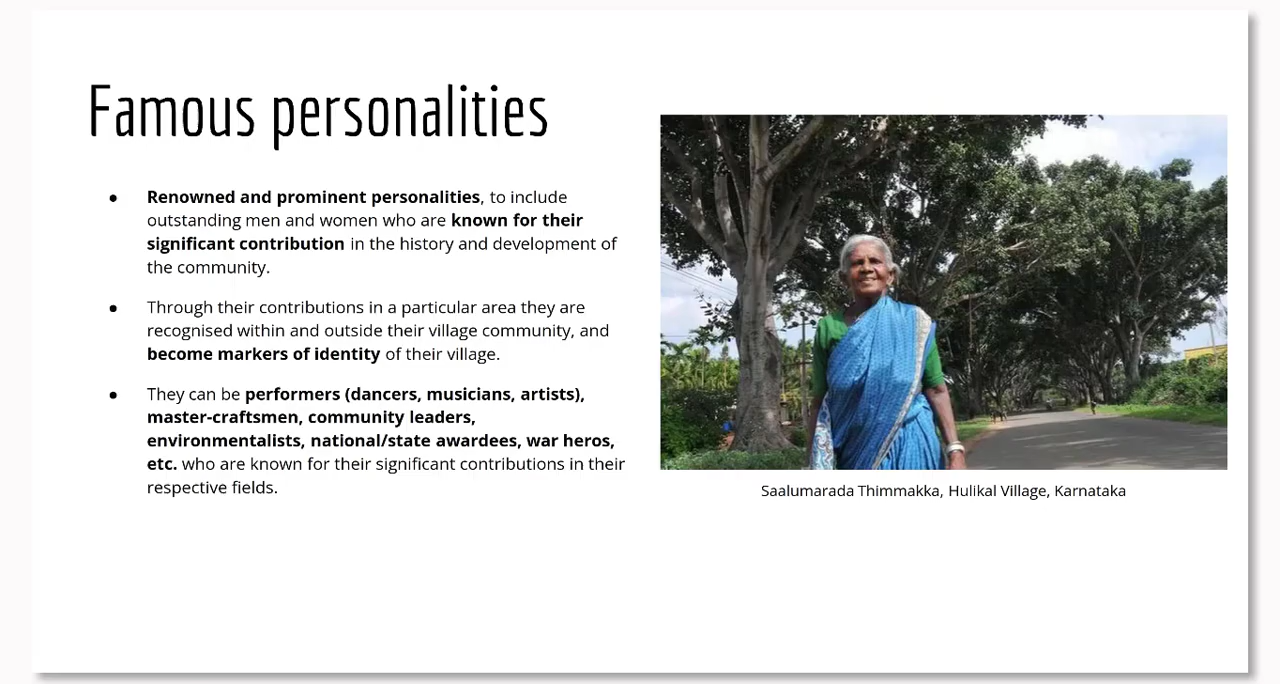 Famous personalities
● Renowned and prominent personalities, to include
outstanding men and women who are known for their
significant contribution in the history and development of
the community.
● Through their contributions in a particular area they are
recognised within and outside their village community, and
become markers of identity of their village.
● They can be performers (dancers, musicians, artists),
master-craftsmen, community leaders,
environmentalists, national/state awardees, war heros,
etc. who are known for their significant contributions in their
respective fields.
Saalumarada Thimmakka, Hulikal Village, Karnataka